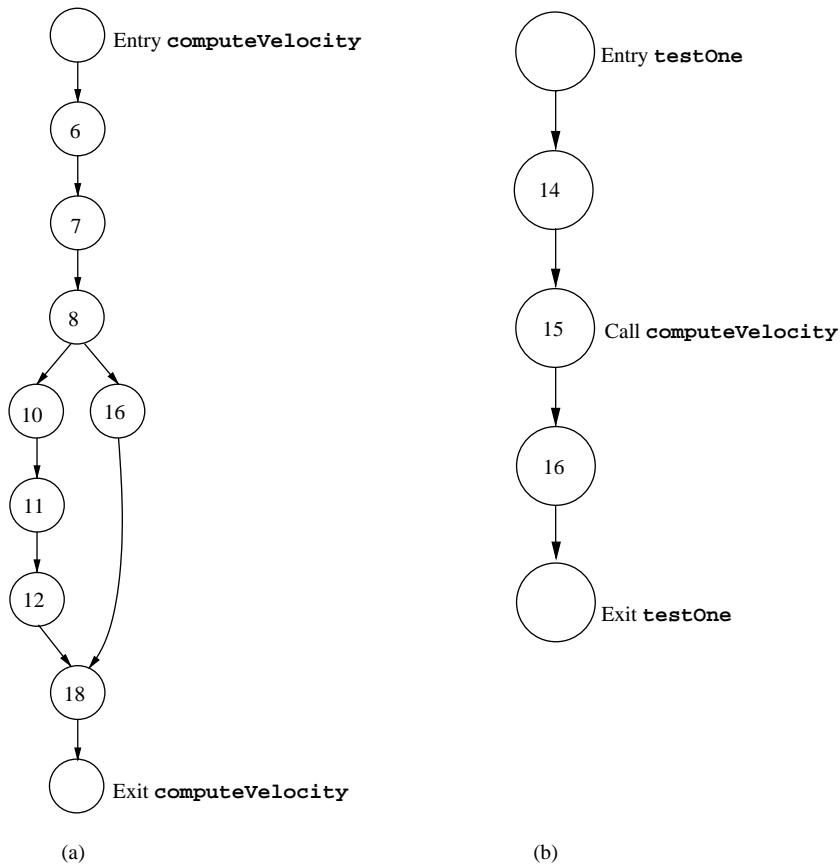 Entry computeVelocity
6
7
8
10
16
11
12
18
Exit computeVelocity
(a)
Entry testOne
14
15
Call computeVelocity
16
Exit testOne
(b)